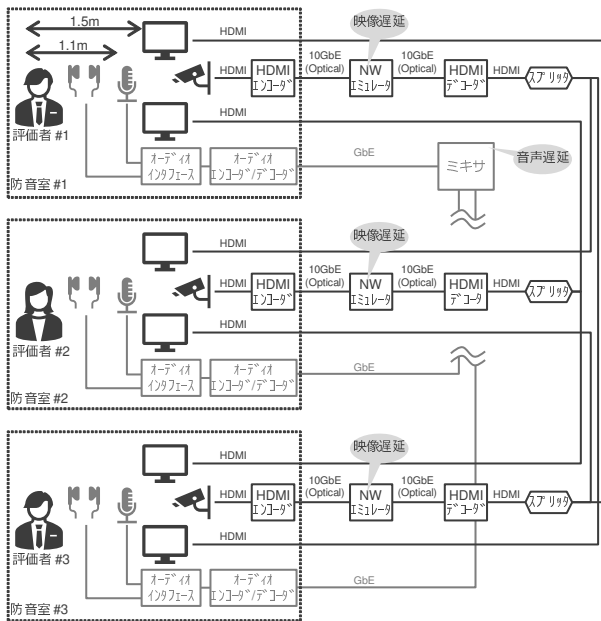 1.5m
HDMI
映像遅延
1.1m
10GbE
(Optical)
10GbE
(Optical)
HDMI
HDMI
ｴﾝｺｰﾀﾞ
NW
ｴﾐｭﾚｰﾀ
HDMI
ﾃﾞｺｰﾀﾞ
HDMI
ｽﾌﾟﾘｯﾀ
評価者 #1
HDMI
オーディオ
ｲﾝﾀﾌｪｰｽ
オーディオ
ｴﾝｺｰﾀﾞ/ﾃﾞｺｰﾀﾞ
GbE
ミキサ
音声遅延
防音室 #1
映像遅延
HDMI
10GbE
(Optical)
10GbE
(Optical)
HDMI
HDMI
ｴﾝｺｰﾀﾞ
NW
ｴﾐｭﾚｰﾀ
HDMI
ﾃﾞｺｰﾀﾞ
HDMI
ｽﾌﾟﾘｯﾀ
評価者 #2
HDMI
オーディオ
ｲﾝﾀﾌｪｰｽ
オーディオ
ｴﾝｺｰﾀﾞ/ﾃﾞｺｰﾀﾞ
GbE
防音室 #2
映像遅延
HDMI
10GbE
(Optical)
10GbE
(Optical)
HDMI
HDMI
ｴﾝｺｰﾀﾞ
NW
ｴﾐｭﾚｰﾀ
HDMI
ﾃﾞｺｰﾀﾞ
HDMI
ｽﾌﾟﾘｯﾀ
評価者 #3
HDMI
オーディオ
ｲﾝﾀﾌｪｰｽ
オーディオ
ｴﾝｺｰﾀﾞ/ﾃﾞｺｰﾀﾞ
GbE
防音室 #3